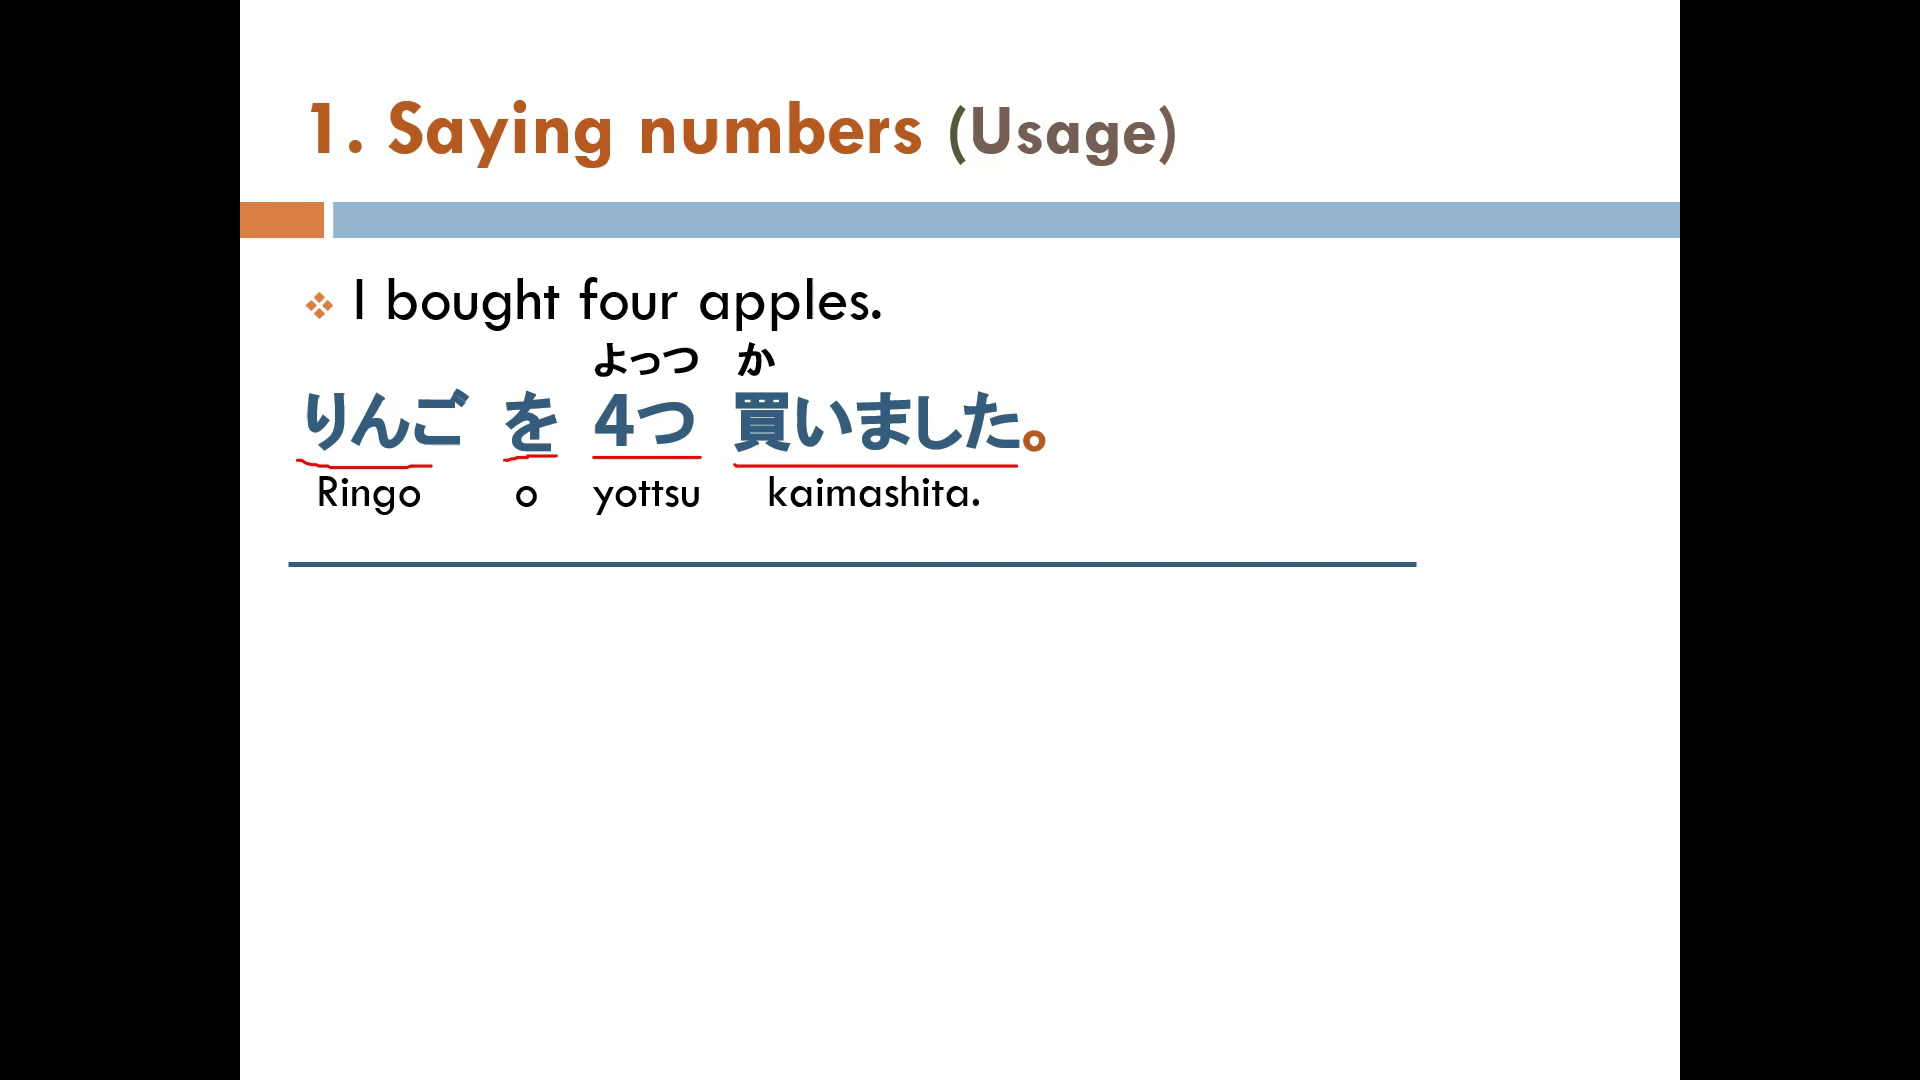 1. Saying numbers (Usage)
I bought four apples.
よっつ か
りんご を 4つ 買いました。
Ringo o yottsu kaimashita.